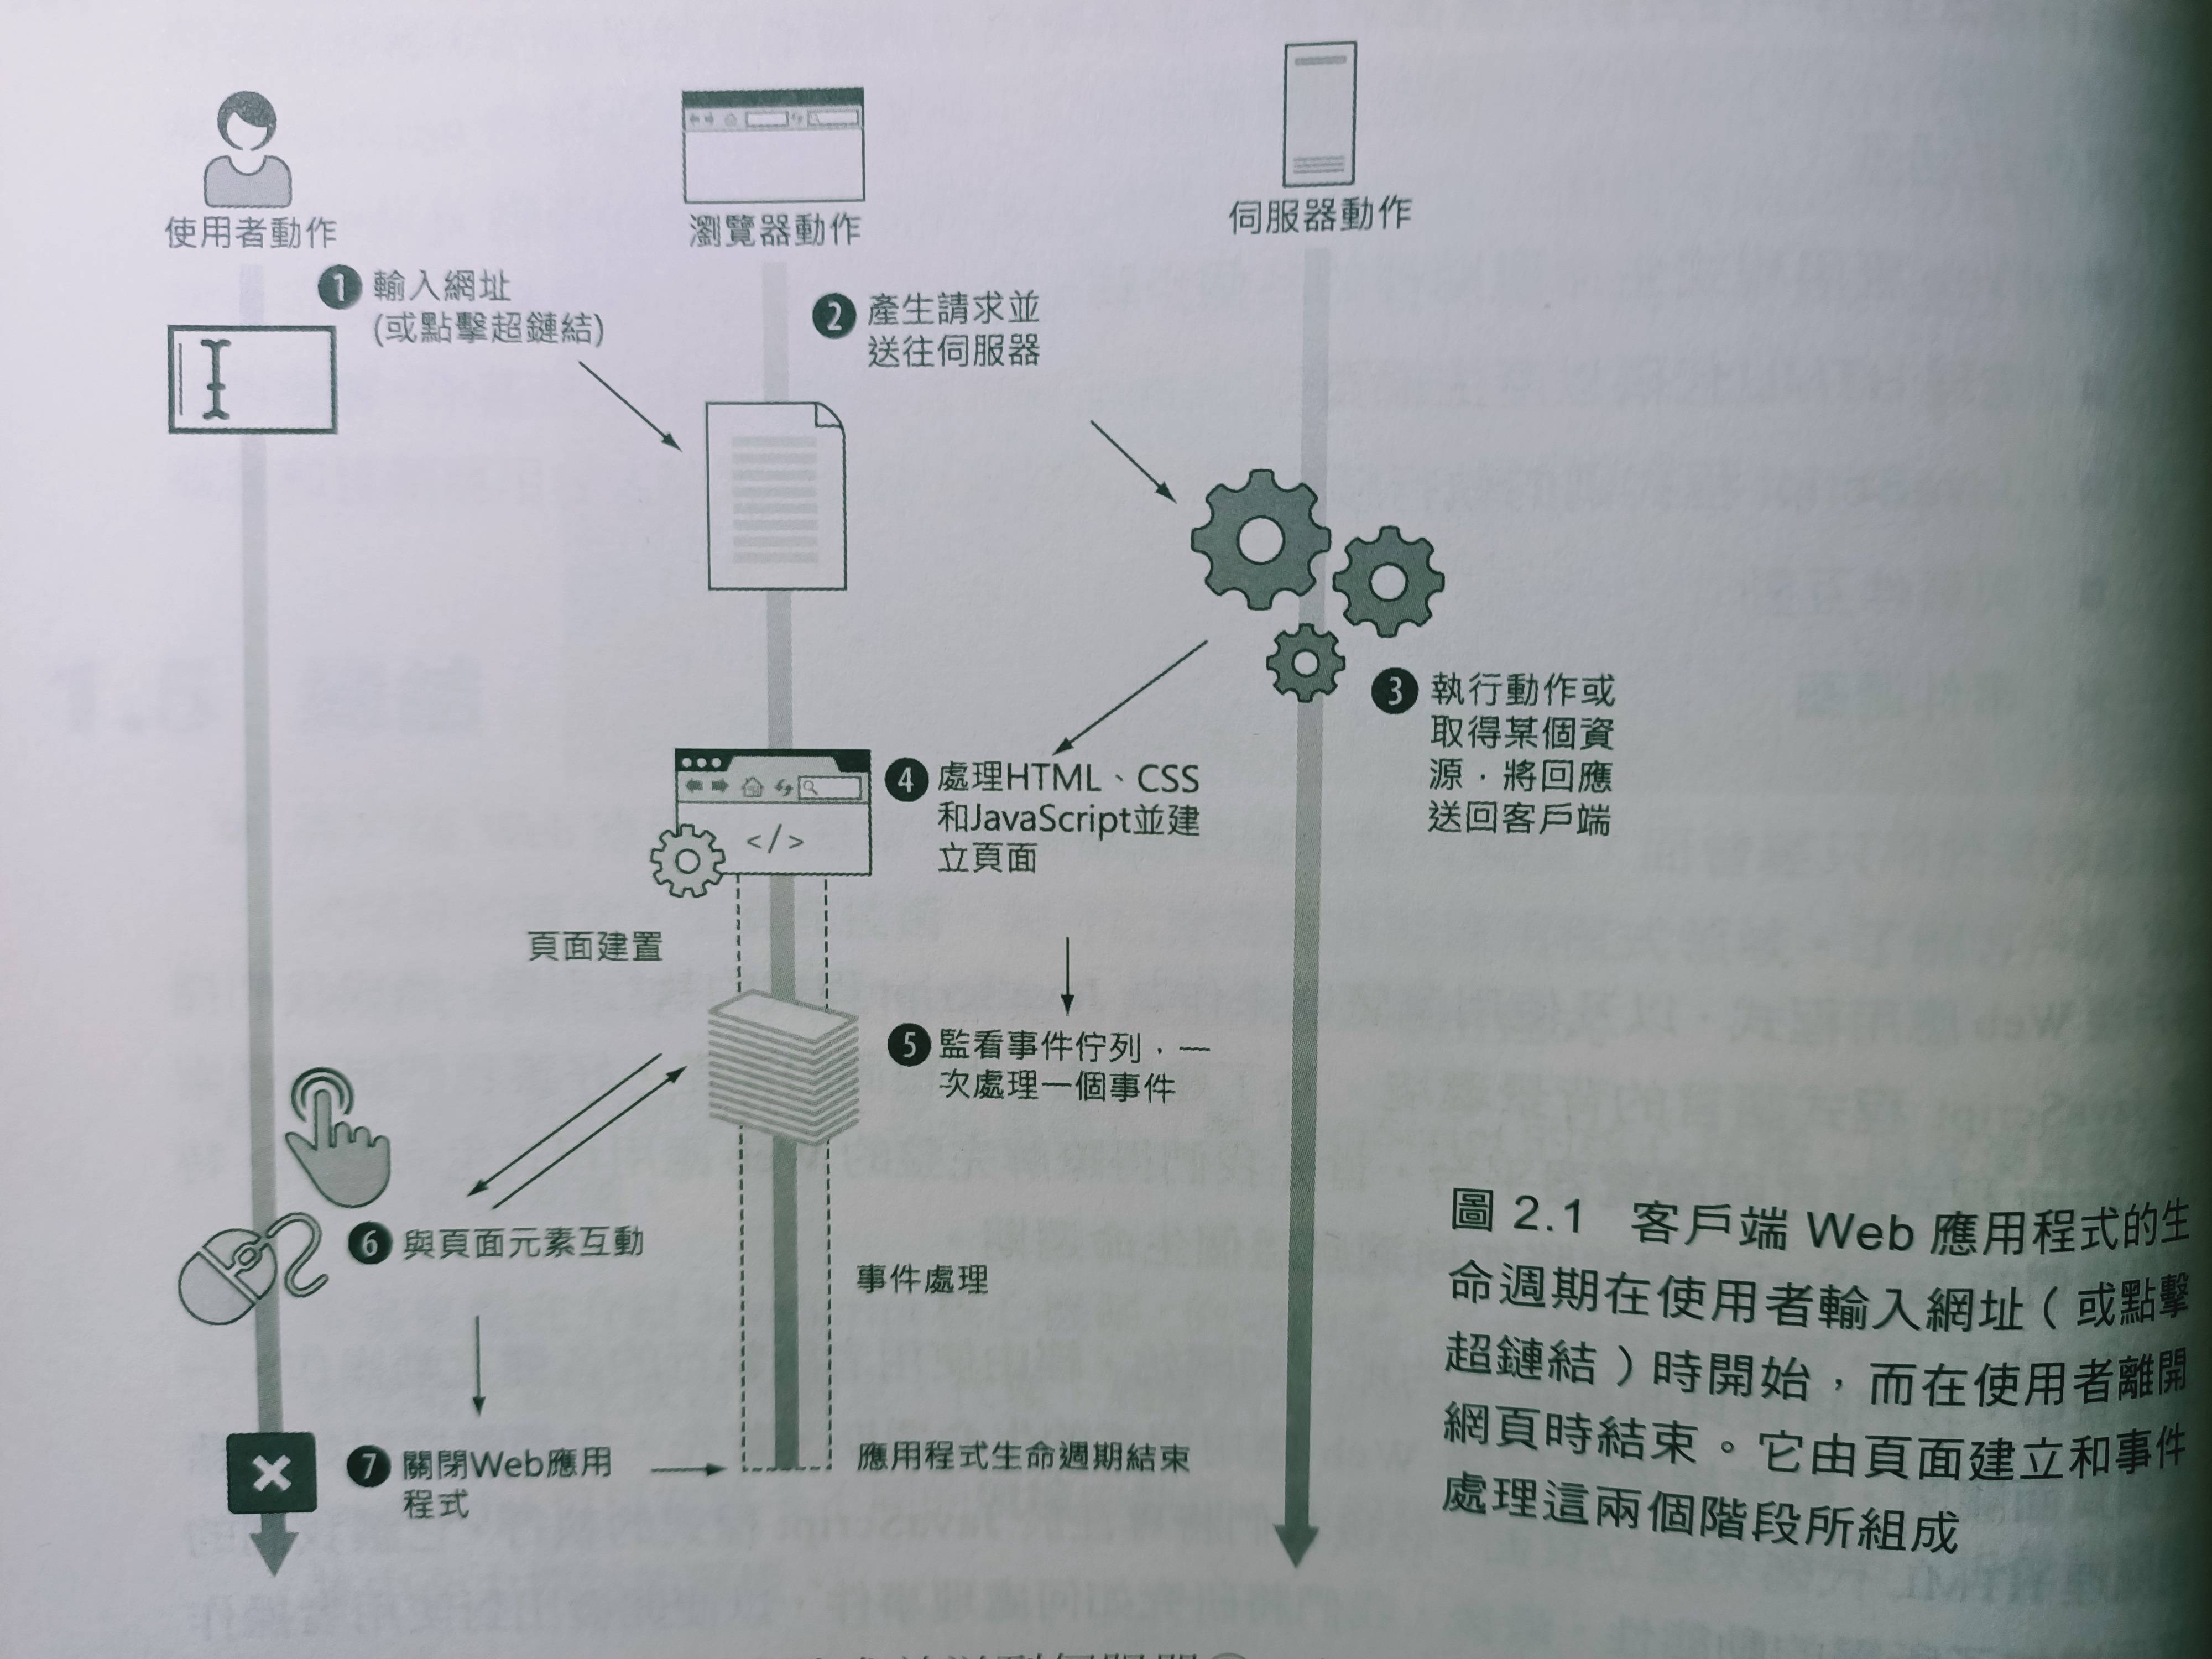 使用者動作
瀏覽器動作
伺服器動作
1 輸入網址
(或點擊超鏈結)
2 產生請求並
送往伺服器
3 執行動作或
取得某個資
源，將回應
送回客戶端
4 處理HTML、CSS
和JavaScript並建
立頁面
</>
頁面建置
5 監看事件佇列，一
次處理一個事件
6 與頁面元素互動
事件處理
7 關閉Web應用
程式
應用程式生命週期結束
圖 2.1 客戶端 Web 應用程式的生
命週期在使用者輸入網址（或點擊
超鏈結）時開始，而在使用者離開
網頁時結束。它由頁面建立和事件
處理這兩個階段所組成